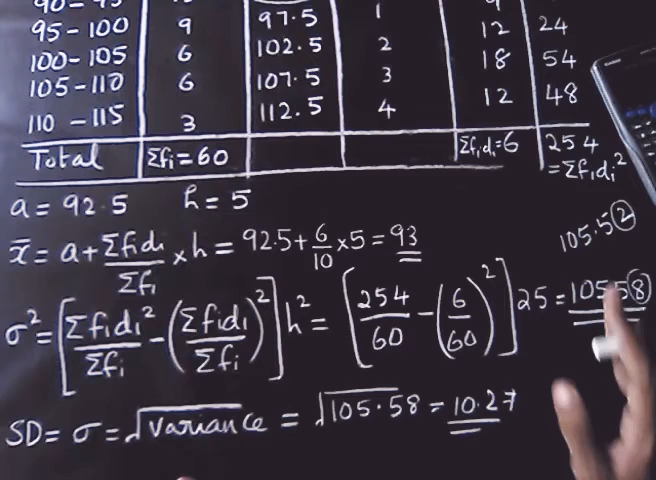 90-95
95-100 9 97.5 1 9
100-105 6 102.5 2 12 24
105-110 6 107.5 3 18 54
110-115 3 112.5 4 12 48
Total Σfi=60 Σfidi=6 254
=Σfidi²
a=92.5 h=5
105.52
x̄=a+Σfidi/Σfi×h=92.5+6/10×5=93
σ²=[Σfidi²/Σfi-(Σfidi/Σfi)²]h²=[254/60-(6/60)²]25=105.58
SD=σ=√variance=√105.58=10.27